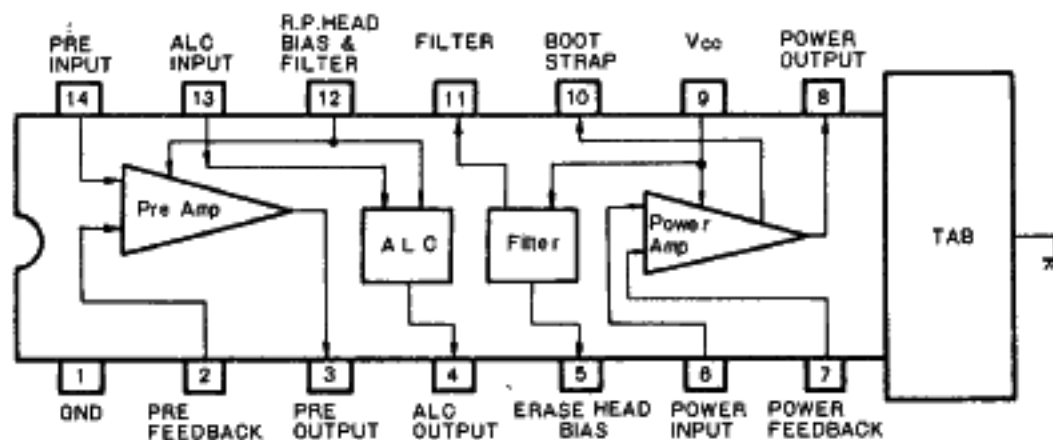 PRE
INPUT
ALC
INPUT
R.P.HEAD
BIAS &
FILTER
FILTER
BOOT
STRAP
Vcc
POWER
OUTPUT
14
13
12
11
10
9
8
Pre Amp
ALC
Filter
Power
Amp
TAB
1
2
3
4
5
6
7
GND
PRE
FEEDBACK
PRE
OUTPUT
ALC
OUTPUT
ERASE HEAD
BIAS
POWER
INPUT
POWER
FEEDBACK